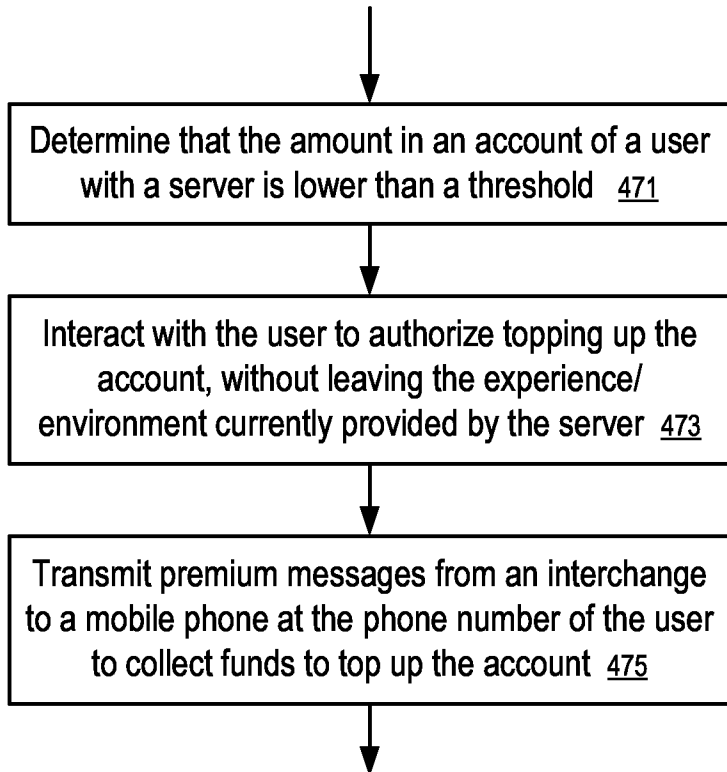 Determine that the amount in an account of a user
with a server is lower than a threshold 471
Interact with the user to authorize topping up the
account, without leaving the experience/
environment currently provided by the server 473
Transmit premium messages from an interchange
to a mobile phone at the phone number of the user
to collect funds to top up the account 475